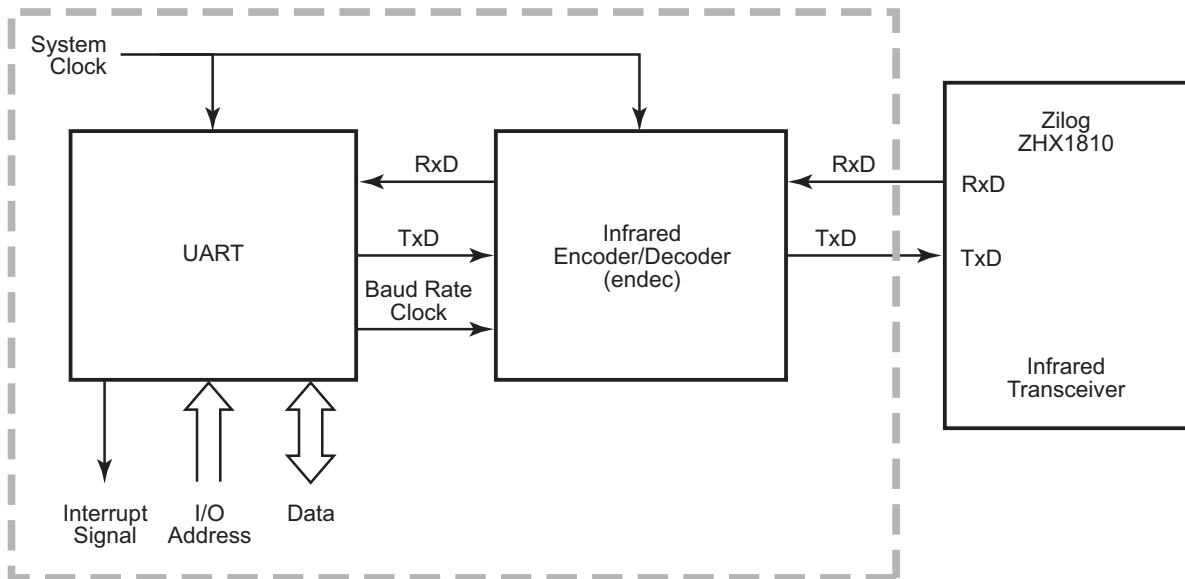 System
Clock
Zilog
ZHX1810
RxD
RxD
RxD
UART
TxD
Infrared
Encoder/Decoder
(endec)
TxD
TxD
Baud Rate
Clock
Infrared
Transceiver
Interrupt
Signal
I/O
Address
Data